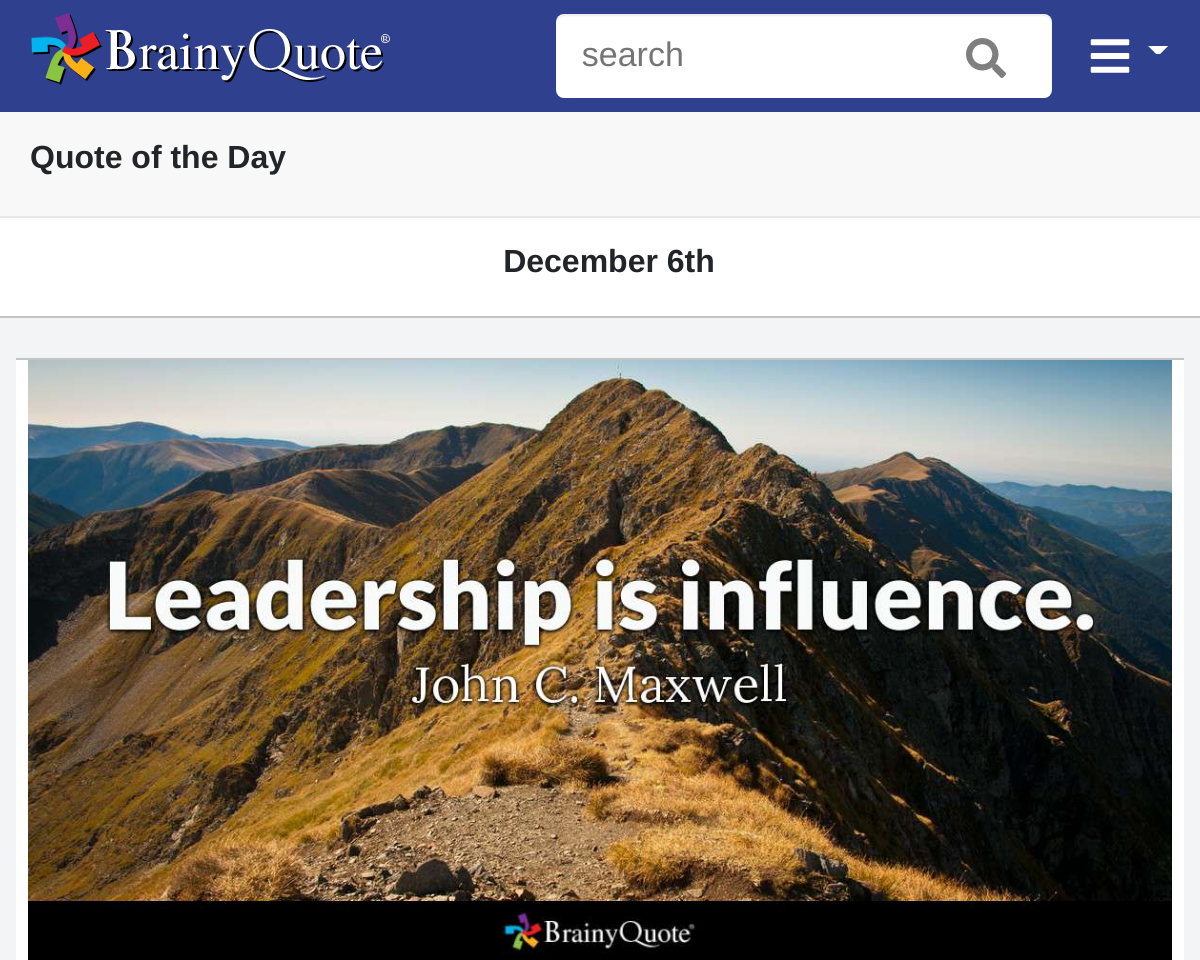 BrainyQuote®
search
Quote of the Day
December 6th
Leadership is influence.
John C. Maxwell
BrainyQuote®